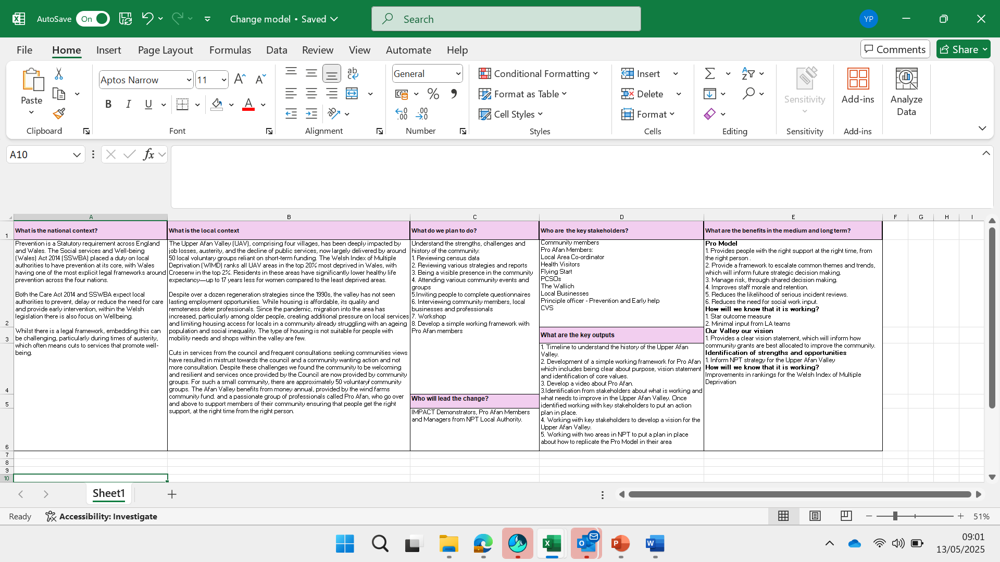 AutoSave On Change model • Saved Search YP
File Home Insert Page Layout Formulas Data Review View Automate Help Comments Share
Paste
Clipboard
Aptos Narrow 11
B I U A
Font
ab
c
Alignment
General
% 9
.00 .00
Number
Conditional Formatting
Format as Table
Cell Styles
Styles
Insert
Delete
Format
Cells
Editing
Sensitivity
Sensitivity
Add-ins
Add-ins
Analyze
Data
A10 fx
A B C D E F G H I
1 2 3 4 5 6 7 8 9 10
What is the national context?
Prevention is a Statutory requirement across England
and Wales. The Social services and Well-being
(Wales) Act 2014 (SSWBA) placed a duty on local
authorities to have prevention at its core, with Wales
having one of the most explicit legal frameworks around
prevention across the four nations.
Both the Care Act 2014 and SSWBA expect local
authorities to prevent, delay or reduce the need for care
and provide early intervention, within the Welsh
legislation there is also focus on Wellbeing.
Whilst there is a legal framework, embedding this can
be challenging, particularly during times of austerity,
which often means cuts to services that promote well-
being.
What is the local context
The Upper Afan Valley (UAV), comprising four villages, has been deeply impacted by
job losses, austerity, and the decline of public services, now largely delivered by around
50 local voluntary groups reliant on short-term funding. The Welsh Index of Multiple
Deprivation (WIMD) ranks all UAV areas in the top 20% most deprived in Wales, with
Croeserw in the top 2%. Residents in these areas have significantly lower healthy life
expectancy—up to 17 years less for women compared to the least deprived areas.
Despite over a dozen regeneration strategies since the 1990s, the valley has not seen
lasting employment opportunities. While housing is affordable, its quality and
remoteness deter professionals. Since the pandemic, migration into the area has
increased, particularly among older people, creating additional pressure on local services
and limiting housing access for locals in a community already struggling with an ageing
population and social inequality. The type of housing is not suitable for people with
mobility needs and shops within the valley are few.
Cuts in services from the council and frequent consultations seeking communities views
have resulted in mistrust towards the council and a community wanting action and not
more consultation. Despite these challenges we found the community to be welcoming
and resilient and services once provided by the Council are now provided by community
groups. For such a small community, there are approximately 50 voluntary/ community
groups. The Afan Valley benefits from money annual, provided by the wind farms
community fund. and a passionate group of professionals called Pro Afan, who go over
and above to support members of their community ensuring that people get the right
support, at the right time from the right person.
What do we plan to do?
Understand the strengths, challenges and
history of the community:
1. Reviewing census data
2. Reviewing various strategies and reports
3. Being a visible presence in the community
4. Attending various community events and
groups
5.Inviting people to complete questionnaires
6. Interviewing community members, local
businesses and professionals
7. Workshop
8. Develop a simple working framework with
Pro Afan members
Who will lead the change?
IMPACT Demonstrators, Pro Afan Members
and Managers from NPT Local Authority.
Who are the key stakeholders?
Community members
Pro Afan Members:
Local Area Co-ordinator
Health Visitors
Flying Start
PCSOs
The Wallich
Local Businesses
Principle officer - Prevention and Early help
CVS
What are the key outputs
1. Timeline to understand the history of the Upper Afan
Valley.
2. Development of a simple working framework for Pro Afan
which includes being clear about purpose, vision statement
and identification of core values.
3. Develop a video about Pro Afan.
3.Identification from stakeholders about what is working and
what needs to improve in the Upper Afan Valley. Once
identified working with key stakeholders to put an action
plan in place.
4. Working with key stakeholders to develop a vision for the
Upper Afan Valley.
5. Working with two areas in NPT to put a plan in place
about how to replicate the Pro Model in their area
What are the benefits in the medium and long term?
Pro Model
1. Provides people with the right support at the right time, from
the right person .
2. Provide a framework to escalate common themes and trends,
which will inform future strategic decision making.
3. Manage risk, through shared decision making.
4. Improves staff morale and retention.
5. Reduces the likelihood of serious incident reviews.
6. Reduces the need for social work input.
How will we know that it is working?
1. Star outcome measure
2. Minimal input from LA teams
Our Valley our vision
1. Provides a clear vision statement, which will inform how
community grants are best allocated to improve the community.
Identification of strengths and opportunities
1. Inform NPT strategy for the Upper Afan Valley
How will we know that it is working?
Improvements in rankings for the Welsh Index of Multiple
Deprivation
Sheet1
Ready Accessibility: Investigate 51%
09:01
13/05/2025